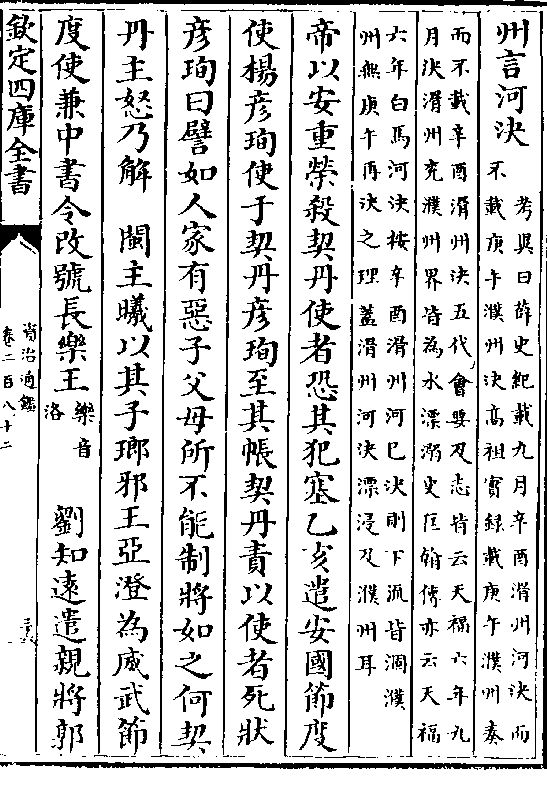 州言河決
考異曰薛史紀載九月辛酉滑州河決而
不載庚午濮州決髙祖實録載庚午濮州奏
而不載辛酉滑州決五代會要及志皆云天福六年九
月決滑州兖濮州界皆為水漂溺史匡翰傳亦云天福
六年白馬河決按辛酉滑州河已決則下流皆涸濮
州無庚午再決之理蓋滑州河決漂浸及濮州耳
帝以安重榮殺契丹使者恐其犯塞乙亥遣安國節度
使楊彦珣使于契丹彦珣至其帳契丹責以使者死狀
彦珣曰譬如人家有惡子父母所不能制將如之何契
丹主怒乃解　閩主曦以其子瑯邪王亞澄為威武節
度使兼中書令改號長樂王樂音洛　劉知遠遣親將郭
欽定四庫全書
資治通鑑
卷二百八十二